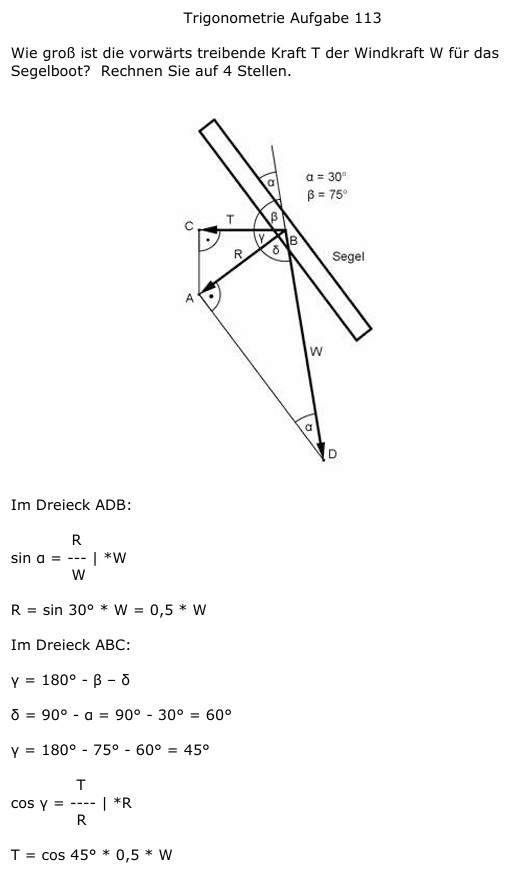 Trigonometrie Aufgabe 113
Wie groß ist die vorwärts treibende Kraft T der Windkraft W für das
Segelboot? Rechnen Sie auf 4 Stellen.
α
α = 30°
β = 75°
C
T
β
γ
B
δ
R
Segel
A
W
α
D
Im Dreieck ADB:
R
sin α = --- | *W
W
R = sin 30° * W = 0,5 * W
Im Dreieck ABC:
γ = 180° - β – δ
δ = 90° - α = 90° - 30° = 60°
γ = 180° - 75° - 60° = 45°
T
cos γ = ---- | *R
R
T = cos 45° * 0,5 * W